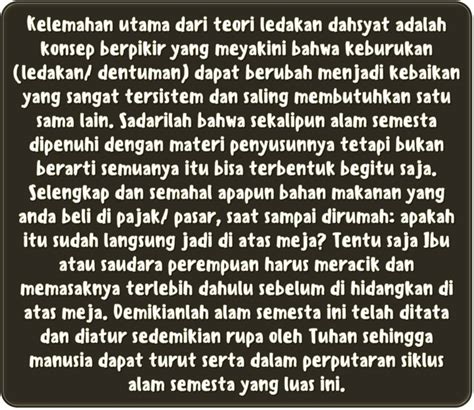 Kelemahan utama dari teori ledakan dahsyat adalah
konsep berpikir yang meyakini bahwa keburukan
(ledakan/ dentuman) dapat berubah menjadi kebaikan
yang sangat tersistem dan saling membutuhkan satu
sama lain. Sadarilah bahwa sekalipun alam semesta
dipenuhi dengan materi penyusunnya tetapi bukan
berarti semuanya itu bisa terbentuk begitu saja.
Selengkap dan semahal apapun bahan makanan yang
anda beli di pajak/ pasar, saat sampai dirumah: apakah
itu sudah langsung jadi di atas meja? Tentu saja Ibu
atau saudara perempuan harus meracik dan
memasaknya terlebih dahulu sebelum di hidangkan di
atas meja. Demikianlah alam semesta ini telah ditata
dan diatur sedemikian rupa oleh Tuhan sehingga
manusia dapat turut serta dalam perputaran siklus
alam semesta yang luas ini.